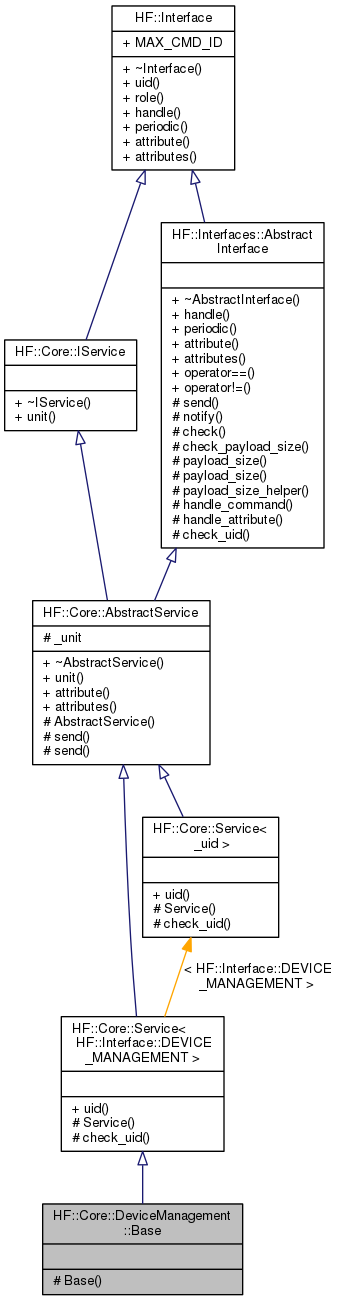 HF::Interface
+ MAX_CMD_ID
+ ~Interface()
+ uid()
+ role()
+ handle()
+ periodic()
+ attribute()
+ attributes()
HF::Interfaces::Abstract
Interface
+ ~AbstractInterface()
+ handle()
+ periodic()
+ attribute()
+ attributes()
+ operator==()
+ operator!=()
# send()
# notify()
# check()
# check_payload_size()
# payload_size()
# payload_size()
# payload_size_helper()
# handle_command()
# handle_attribute()
# check_uid()
HF::Core::IService
+ ~IService()
+ unit()
HF::Core::AbstractService
# _unit
+ ~AbstractService()
+ unit()
+ attribute()
+ attributes()
# AbstractService()
# send()
# send()
HF::Core::Service<
_uid >
+ uid()
# Service()
# check_uid()
< HF::Interface::DEVICE
_MANAGEMENT >
HF::Core::Service<
HF::Interface::DEVICE
_MANAGEMENT >
+ uid()
# Service()
# check_uid()
HF::Core::DeviceManagement
::Base
# Base()